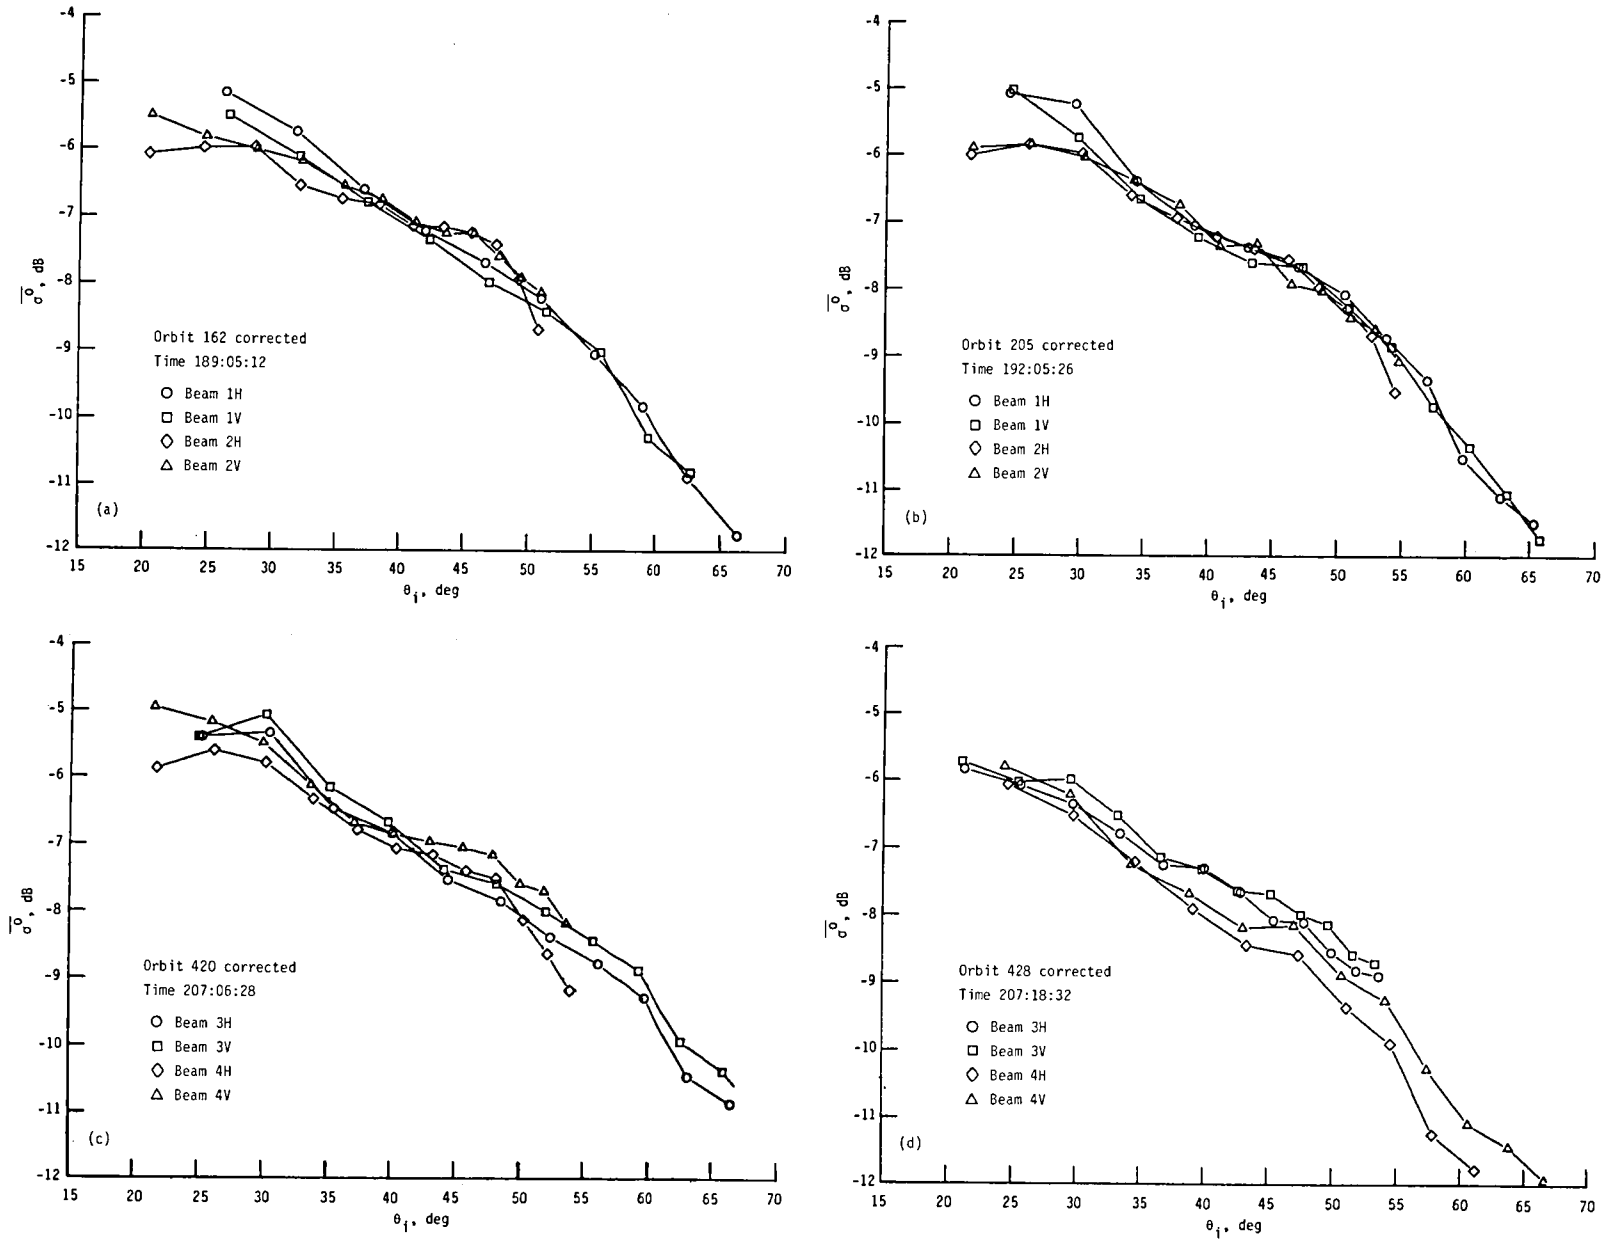 -4
-5
-6
-7
-8
-9
-10
-11
-12
σ°, dB
Orbit 162 corrected
Time 189:05:12
Beam 1H
Beam 1V
Beam 2H
Beam 2V
(a)
15 20 25 30 35 40 45 50 55 60 65 70
θi, deg
-4
-5
-6
-7
-8
-9
-10
-11
-12
σ°, dB
Orbit 205 corrected
Time 192:05:26
Beam 1H
Beam 1V
Beam 2H
Beam 2V
(b)
15 20 25 30 35 40 45 50 55 60 65 70
θi, deg
-4
-5
-6
-7
-8
-9
-10
-11
-12
σ°, dB
Orbit 420 corrected
Time 207:06:28
Beam 3H
Beam 3V
Beam 4H
Beam 4V
(c)
15 20 25 30 35 40 45 50 55 60 65 70
θi, deg
-4
-5
-6
-7
-8
-9
-10
-11
-12
σ°, dB
Orbit 428 corrected
Time 207:18:32
Beam 3H
Beam 3V
Beam 4H
Beam 4V
(d)
15 20 25 30 35 40 45 50 55 60 65 70
θi, deg